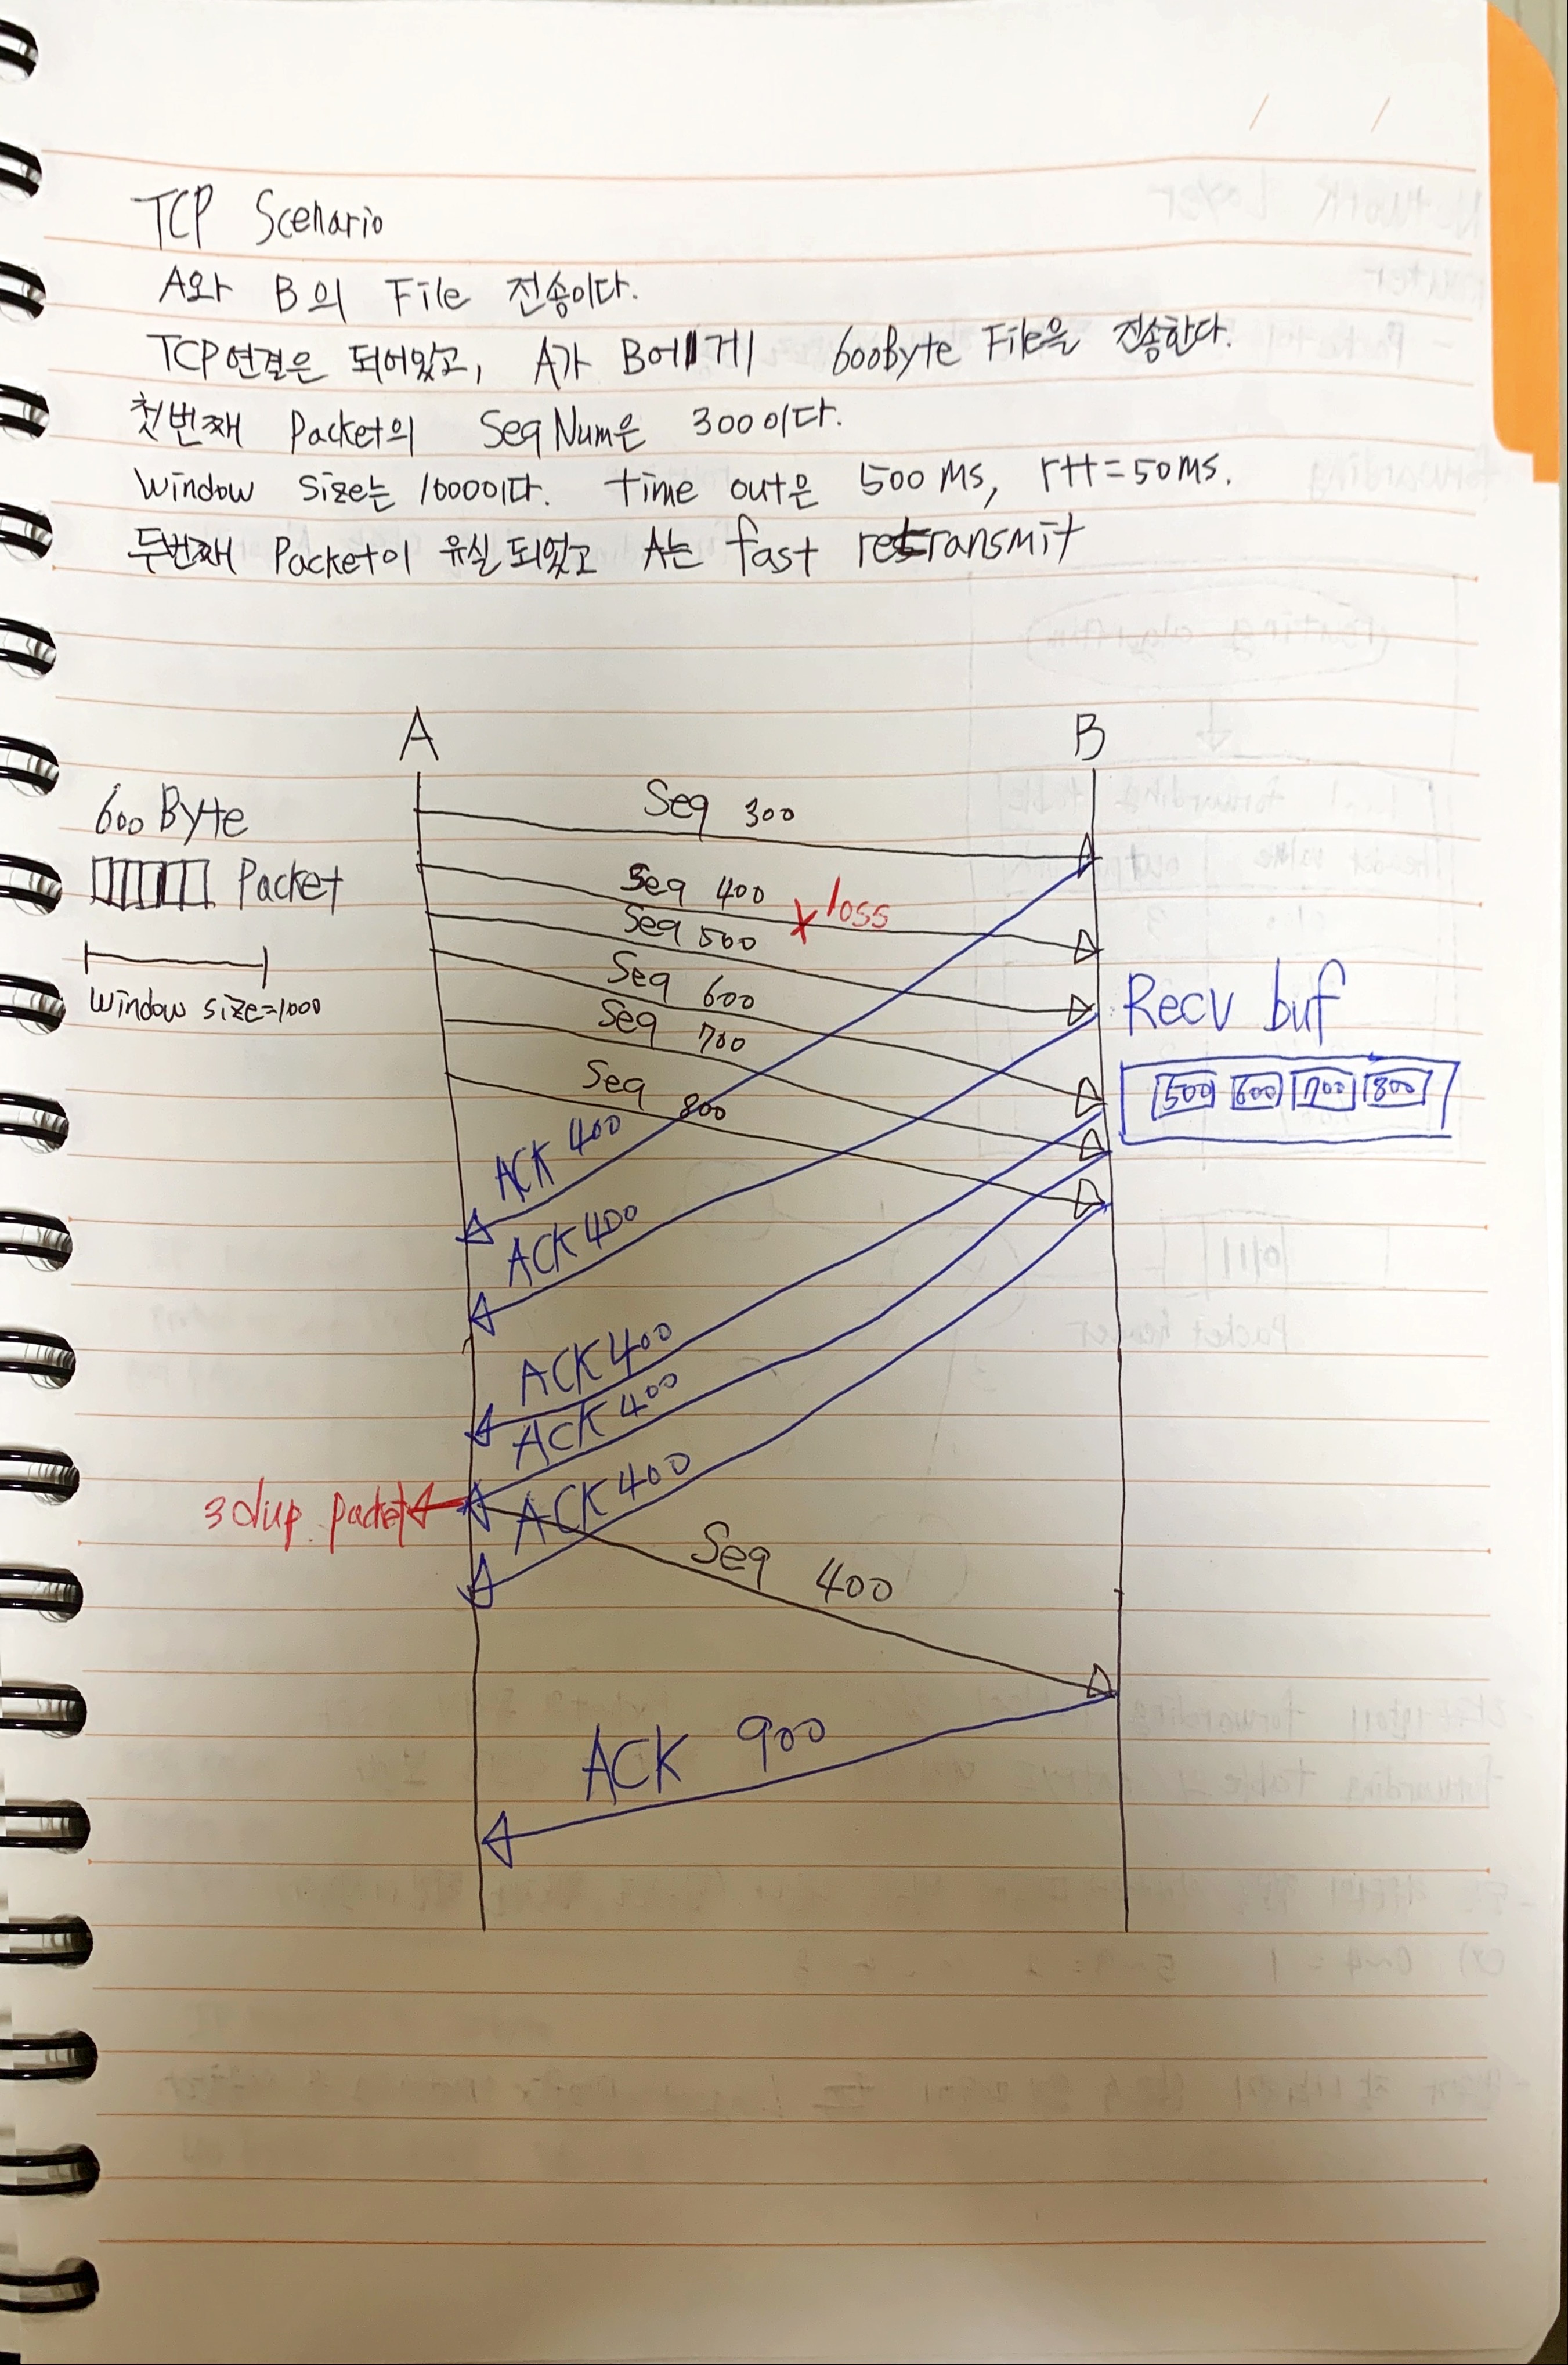 TCP Scenario
A와 B의 File 전송이다.
TCP연결은 되어있고, A가 B에게 600Byte File을 전송한다.
첫번째 Packet의 Seq Num은 300이다.
Window Size는 1000이다. time out은 500ms, rtt=50ms.
두번째 Packet이 유실되었고 A는 fast restransmit
A
B
600 Byte
Packet
Window size=1000
Seq 300
Seq 400
loss
Seq 500
Seq 600
Seq 700
Seq 800
Recv buf
500 600 700 800
ACK 400
ACK 400
ACK 400
ACK 400
3 dup. packet
ACK 400
Seq 400
ACK 900